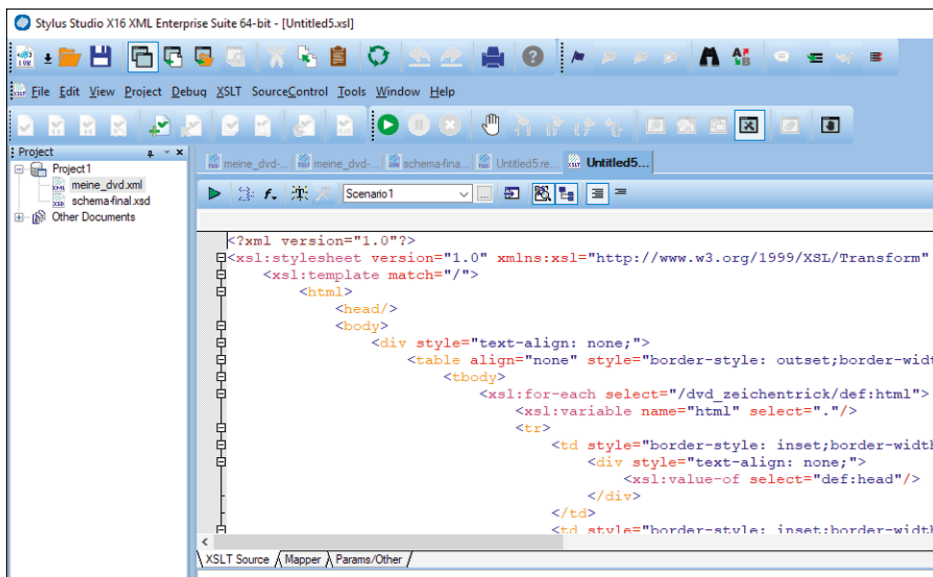 Stylus Studio X16 XML Enterprise Suite 64-bit - [Untitled5.xsl]
File Edit View Project Debug XSLT SourceControl Tools Window Help
Project
Project1
meine_dvd.xml
schema-final.xsd
Other Documents
meine_dvd-... meine_dvd-... schema-fina... Untitled5.re... Untitled5...
Scenario1
<?xml version="1.0"?>
<xsl:stylesheet version="1.0" xmlns:xsl="http://www.w3.org/1999/XSL/Transform"
<xsl:template match="/">
<html>
<head/>
<body>
<div style="text-align: none;">
<table align="none" style="border-style: outset;border-widt
<tbody>
<xsl:for-each select="/dvd_zeichentrick/def:html">
<xsl:variable name="html" select="."/>
<tr>
<td style="border-style: inset;border-width
<div style="text-align: none;">
<xsl:value-of select="def:head"/>
</div>
</td>
<td style="border-style: inset;border-width
XSLT Source Mapper Params/Other